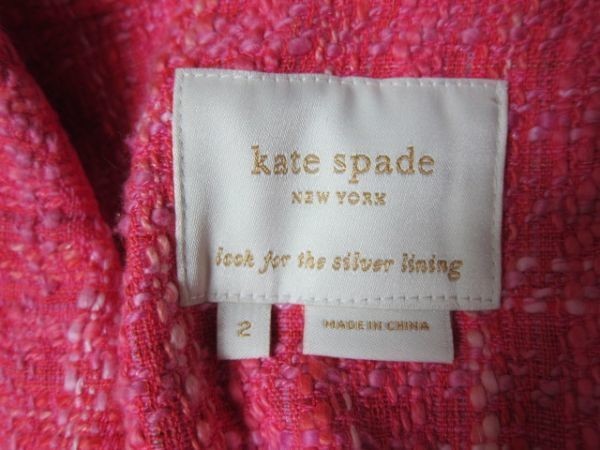 kate spade
NEW YORK
look for the silver lining
2
MADE IN CHINA